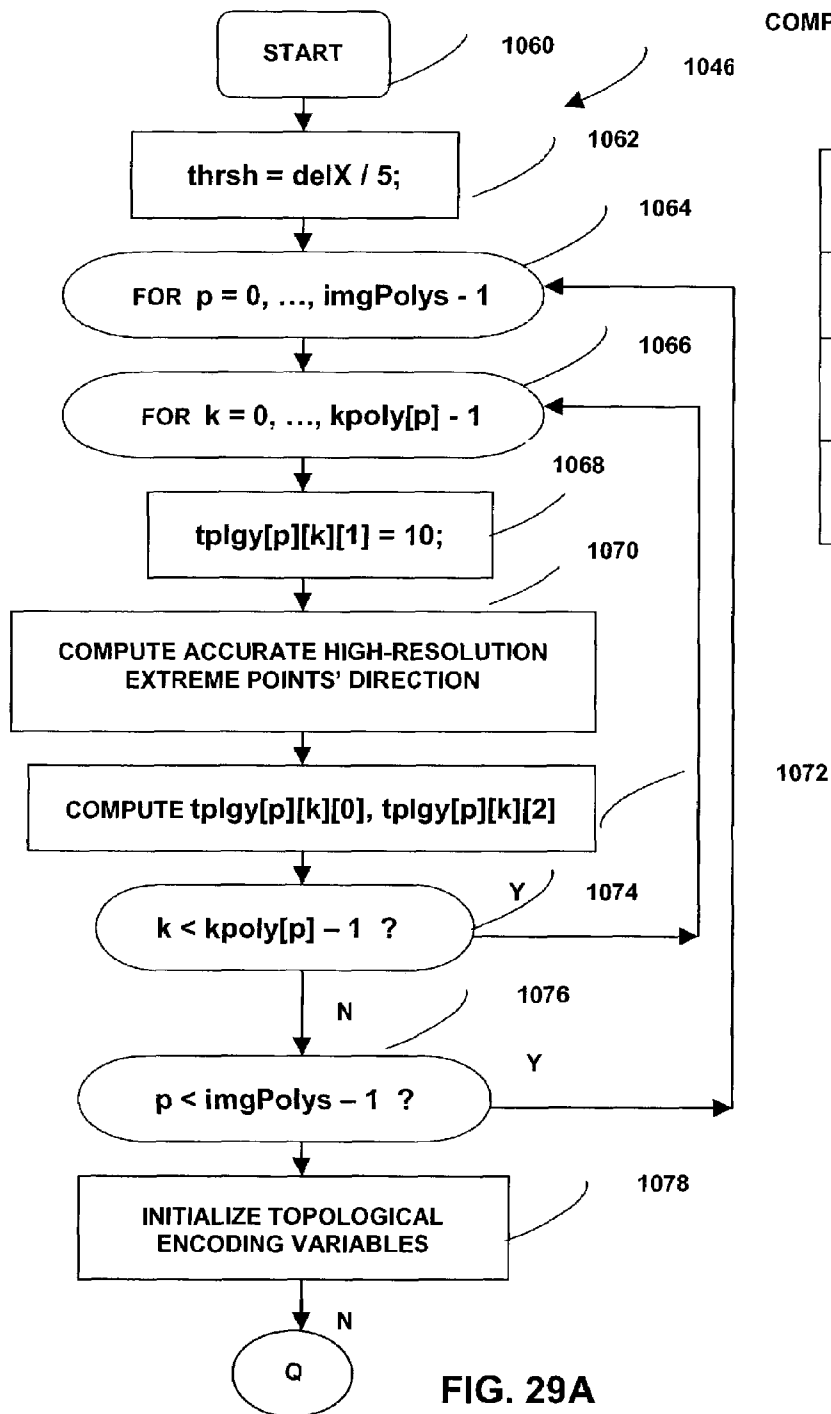 COMP
START
1060
1046
thrsh = delX / 5;
1062
1064
FOR p = 0, ..., imgPolys - 1
1066
FOR k = 0, ..., kpoly[p] - 1
1068
tplgy[p][k][1] = 10;
1070
COMPUTE ACCURATE HIGH-RESOLUTION
EXTREME POINTS' DIRECTION
1072
COMPUTE tplgy[p][k][0], tplgy[p][k][2]
Y
1074
k < kpoly[p] – 1 ?
1076
N
Y
p < imgPolys – 1 ?
1078
INITIALIZE TOPOLOGICAL
ENCODING VARIABLES
N
Q
FIG. 29A